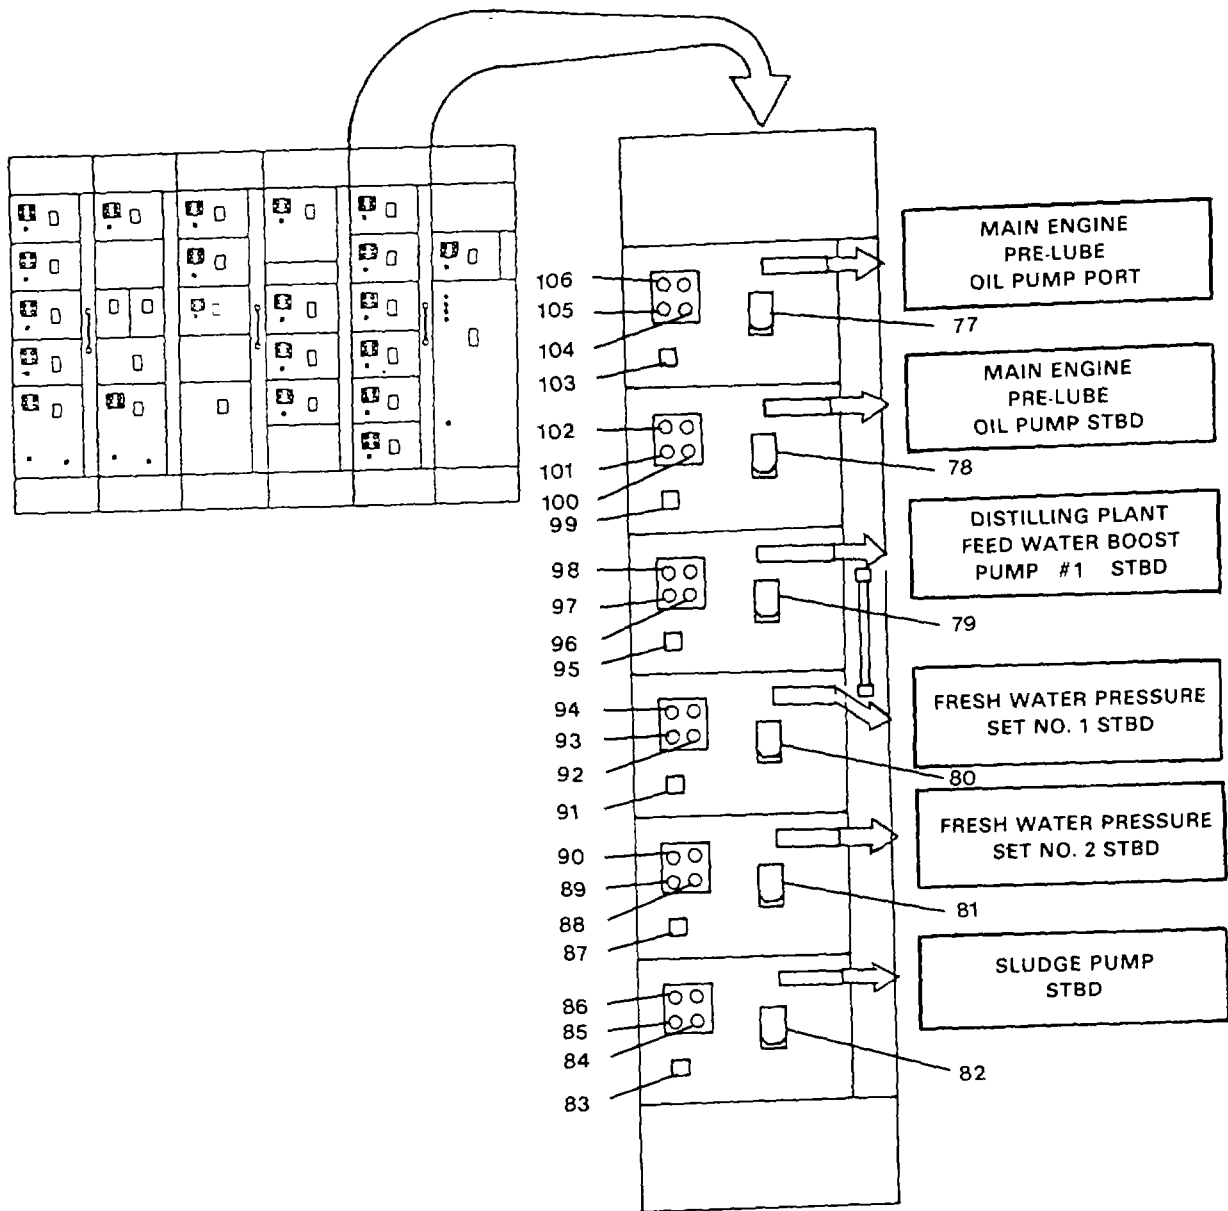 MAIN ENGINE
PRE-LUBE
OIL PUMP PORT
106
105
104
103
77
MAIN ENGINE
PRE-LUBE
OIL PUMP STBD
102
101
100
99
78
DISTILLING PLANT
FEED WATER BOOST
PUMP #1 STBD
98
97
96
95
79
FRESH WATER PRESSURE
SET NO. 1 STBD
94
93
92
91
80
FRESH WATER PRESSURE
SET NO. 2 STBD
90
89
88
87
81
SLUDGE PUMP
STBD
86
85
84
83
82